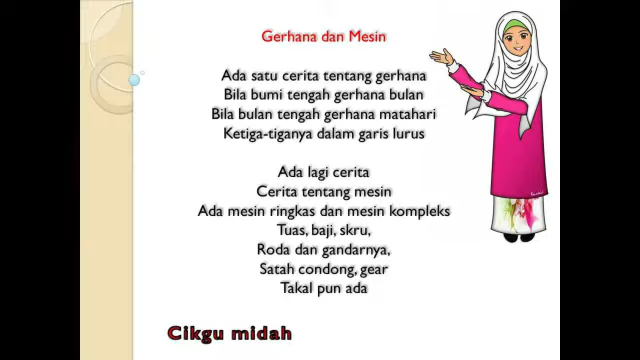 Gerhana dan Mesin
Ada satu cerita tentang gerhana
Bila bumi tengah gerhana bulan
Bila bulan tengah gerhana matahari
Ketiga-tiganya dalam garis lurus
Ada lagi cerita
Cerita tentang mesin
Ada mesin ringkas dan mesin kompleks
Tuas, baji, skru,
Roda dan gandarnya,
Satah condong, gear
Takal pun ada
Cikgu midah